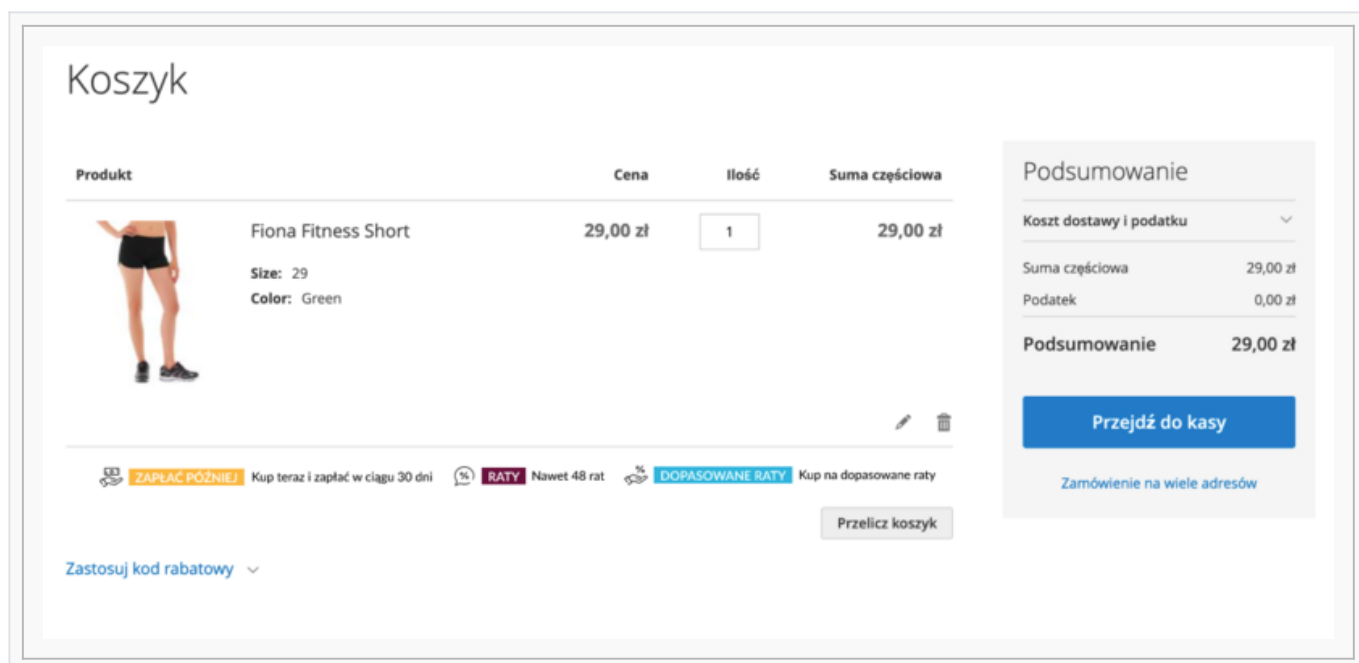 Koszyk
Produkt Cena Ilość Suma częściowa
Fiona Fitness Short 29,00 zł 1 29,00 zł
Size: 29
Color: Green
ZAPŁAĆ PÓŹNIEJ Kup teraz i zapłać w ciągu 30 dni % RATY Nawet 48 rat % DOPASOWANE RATY Kup na dopasowane raty
Przelicz koszyk
Zastosuj kod rabatowy
Podsumowanie
Koszt dostawy i podatku
Suma częściowa 29,00 zł
Podatek 0,00 zł
Podsumowanie 29,00 zł
Przejdź do kasy
Zamówienie na wiele adresów